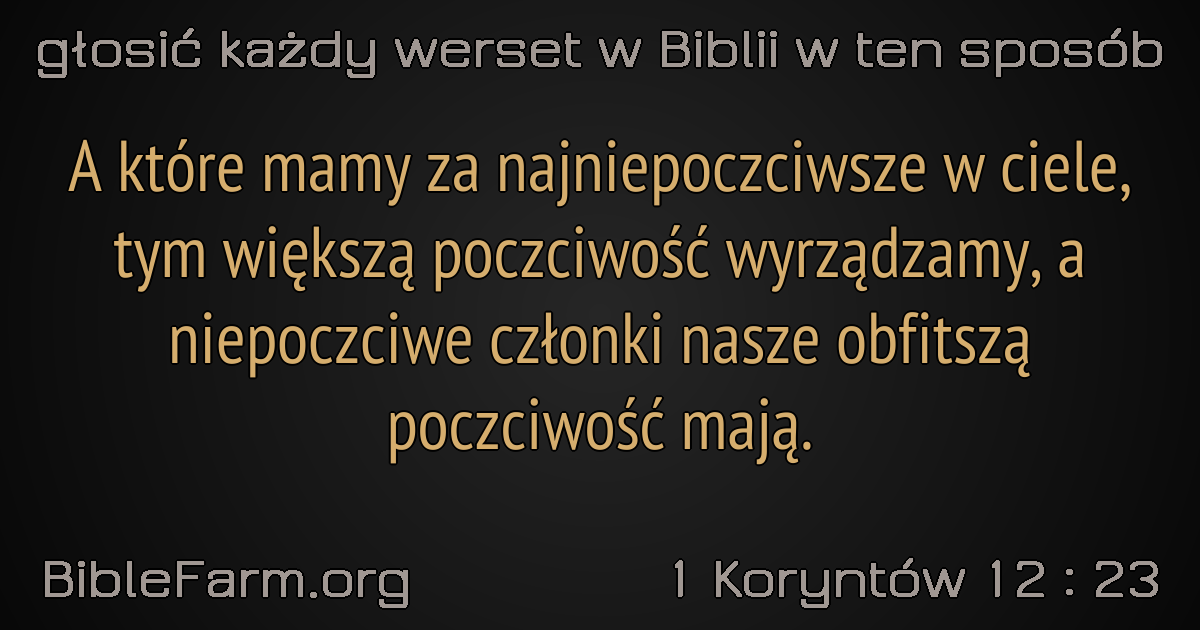 głosić każdy werset w Biblii w ten sposób
A które mamy za najniepoczciwsze w ciele,
tym większą poczciwość wyrządzamy, a
niepoczciwe członki nasze obfitszą
poczciwość mają.
BibleFarm.org
1 Koryntów 12 : 23